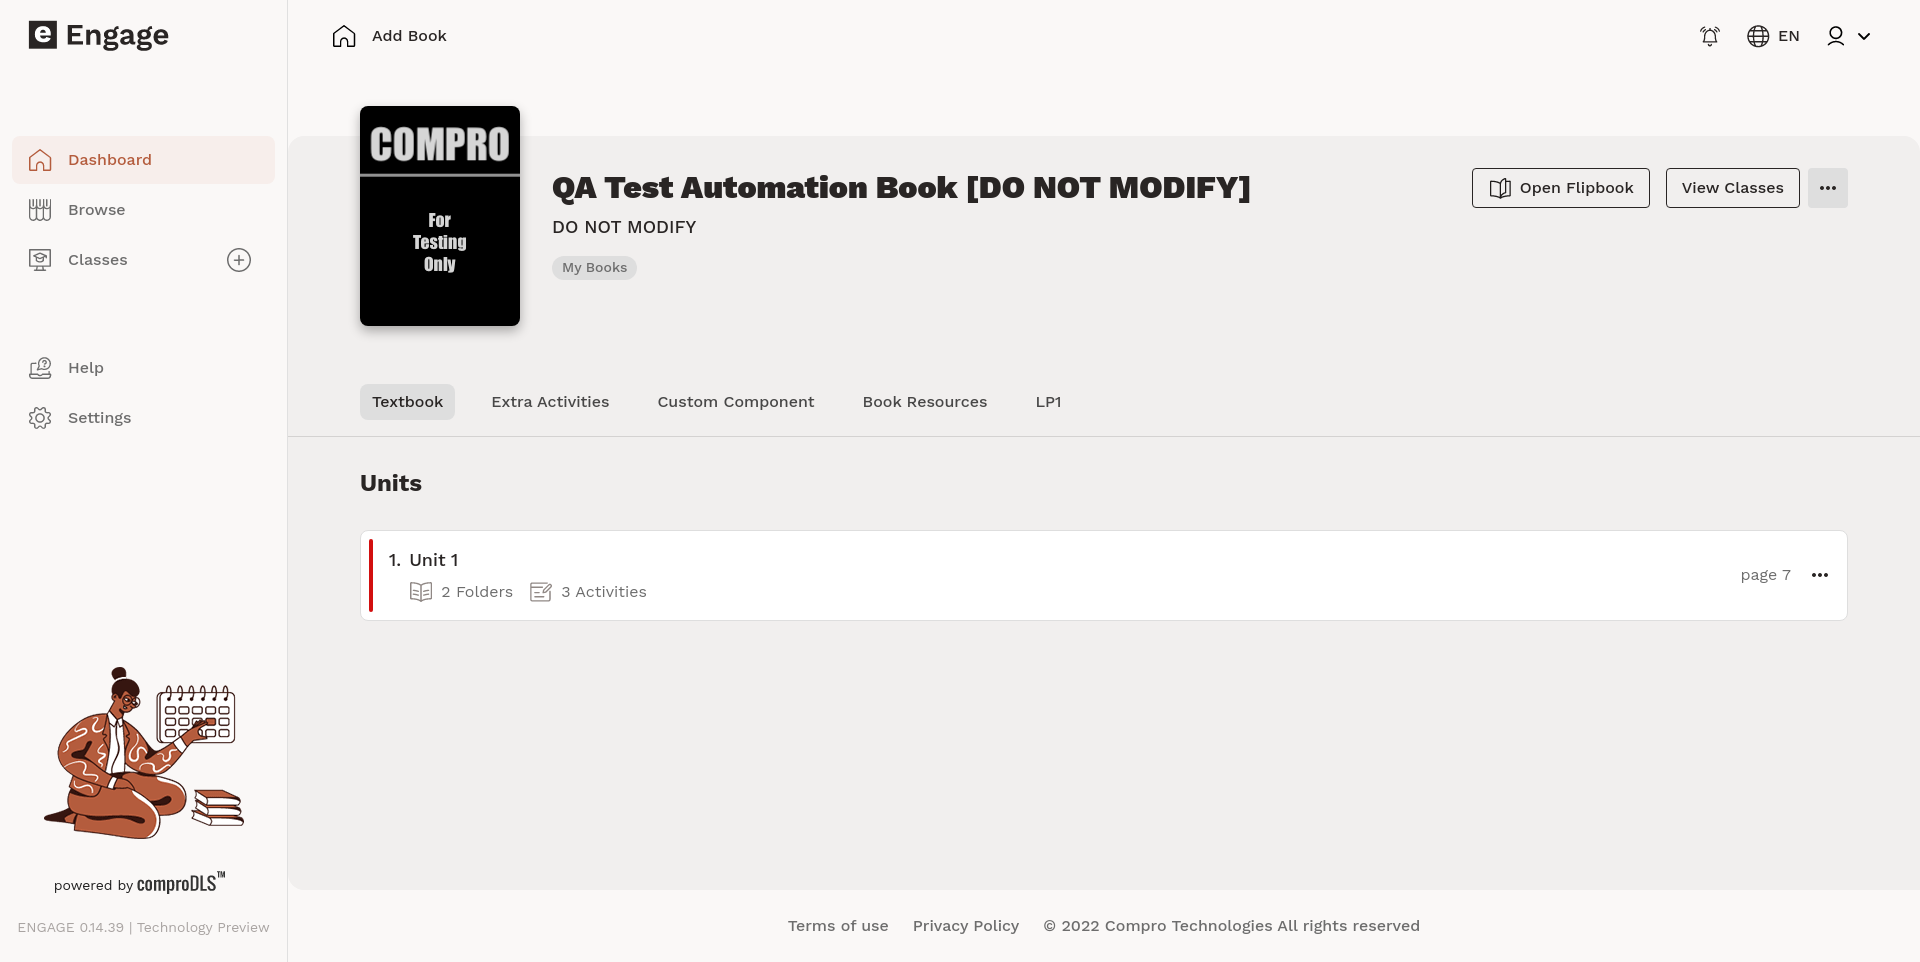 e Engage
Add Book
EN
Dashboard
Browse
Classes
Help
Settings
COMPRO
For
Testing
Only
QA Test Automation Book [DO NOT MODIFY]
DO NOT MODIFY
My Books
Open Flipbook
View Classes
Textbook
Extra Activities
Custom Component
Book Resources
LP1
Units
1. Unit 1
2 Folders
3 Activities
page 7
powered by comproDLS™
ENGAGE 0.14.39 | Technology Preview
Terms of use
Privacy Policy
© 2022 Compro Technologies All rights reserved